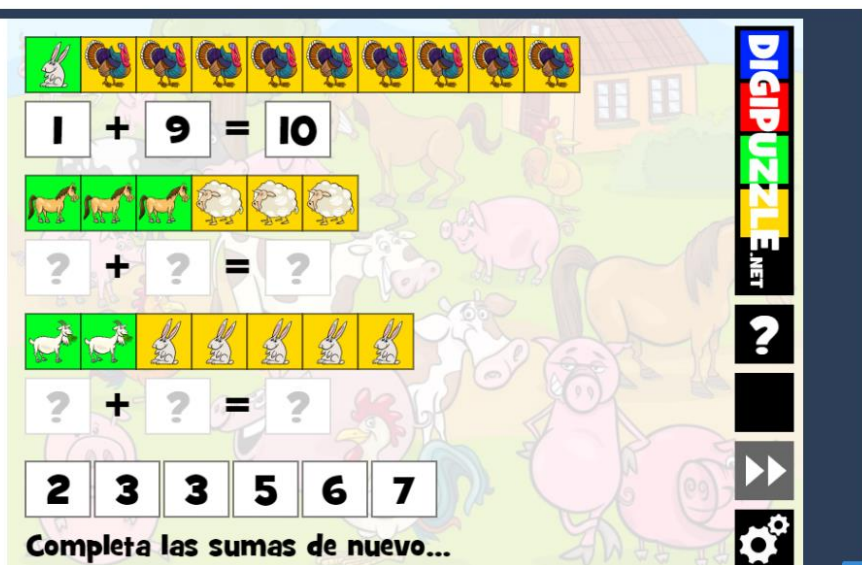 1 + 9 = 10
? + ? = ?
? + ? = ?
2 3 3 5 6 7
Completa las sumas de nuevo...
DIGIPUZZLE.NET
?